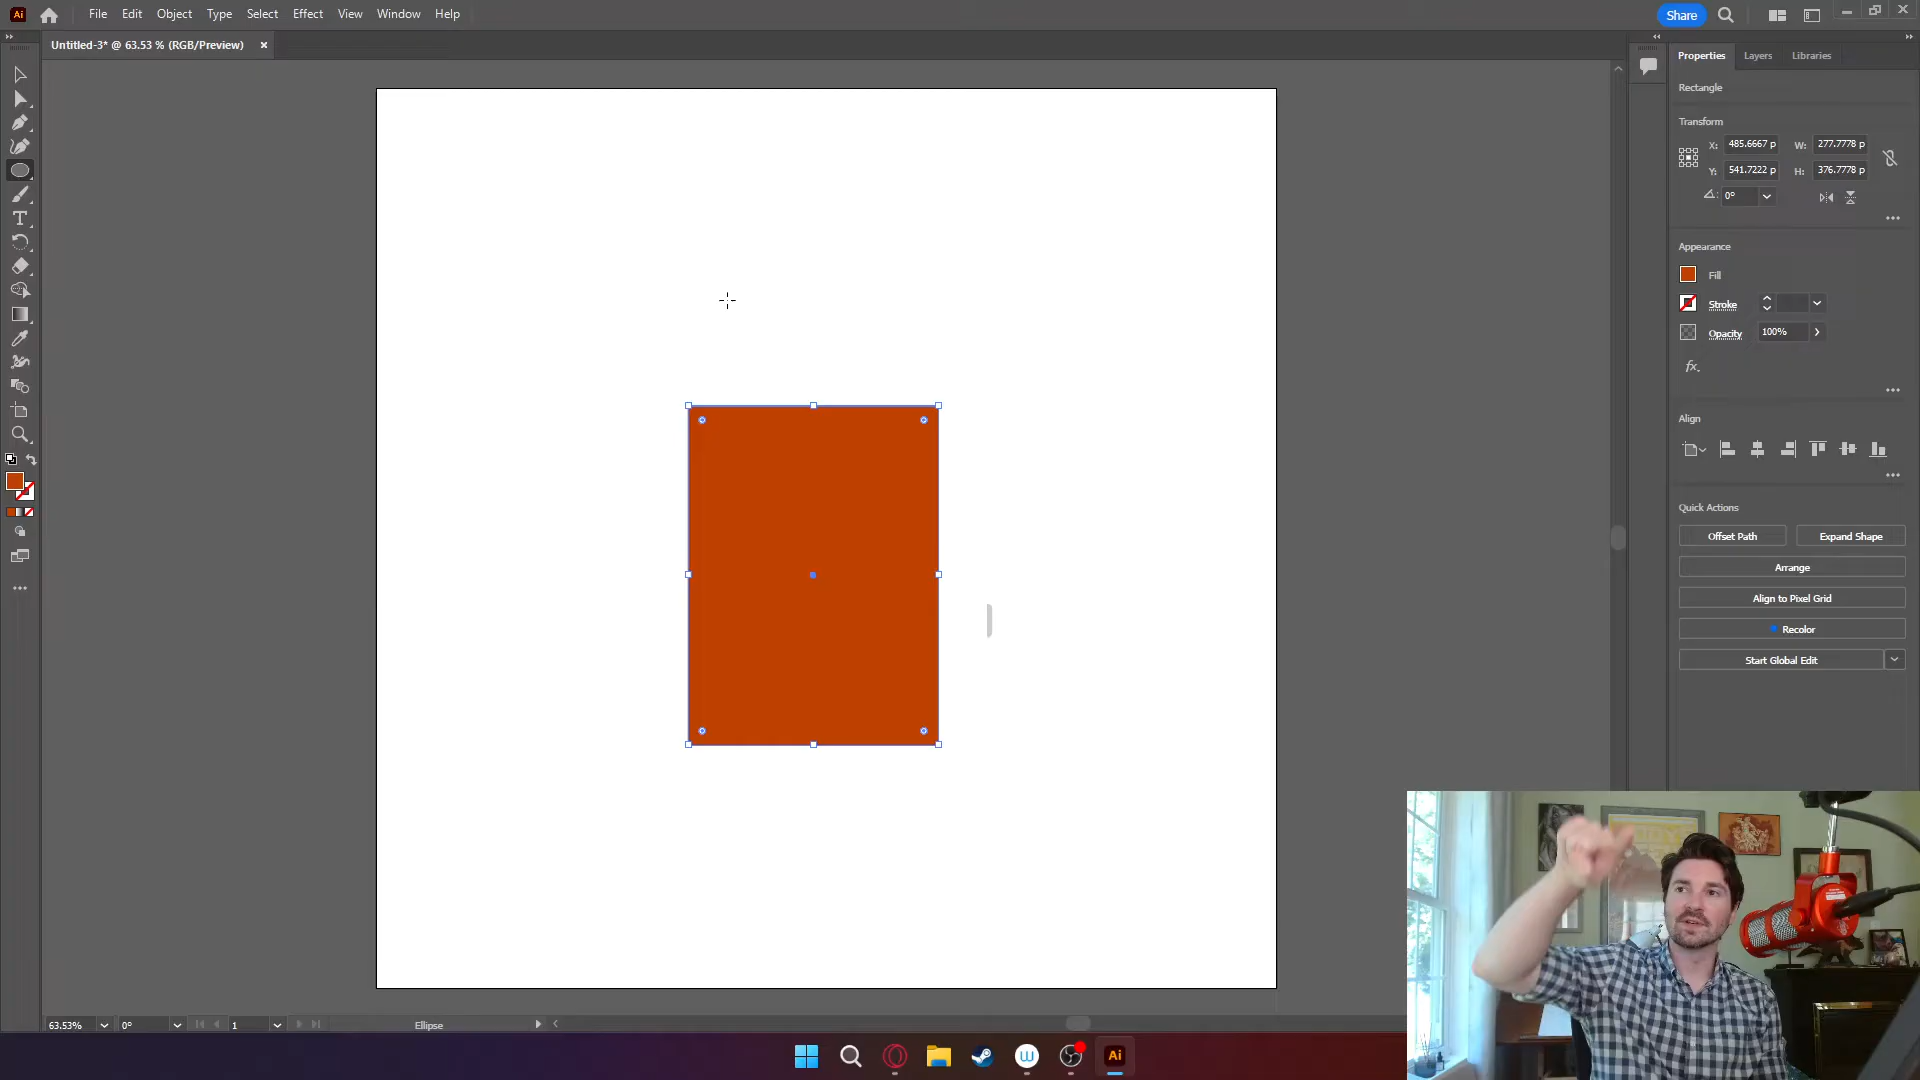 Ai File Edit Object Type Select Effect View Window Help Share
Untitled-3* @ 63.53 % (RGB/Preview) ×
Properties Layers Libraries
Rectangle
Transform
X: 485.6667 p W: 277.7778 p
Y: 541.7222 p H: 376.7778 p
0°
Appearance
Fill
Stroke
Opacity 100%
fx.
Align
Quick Actions
Offset Path Expand Shape
Arrange
Align to Pixel Grid
Recolor
Start Global Edit
63.53% 0° 1 Ellipse
Ai